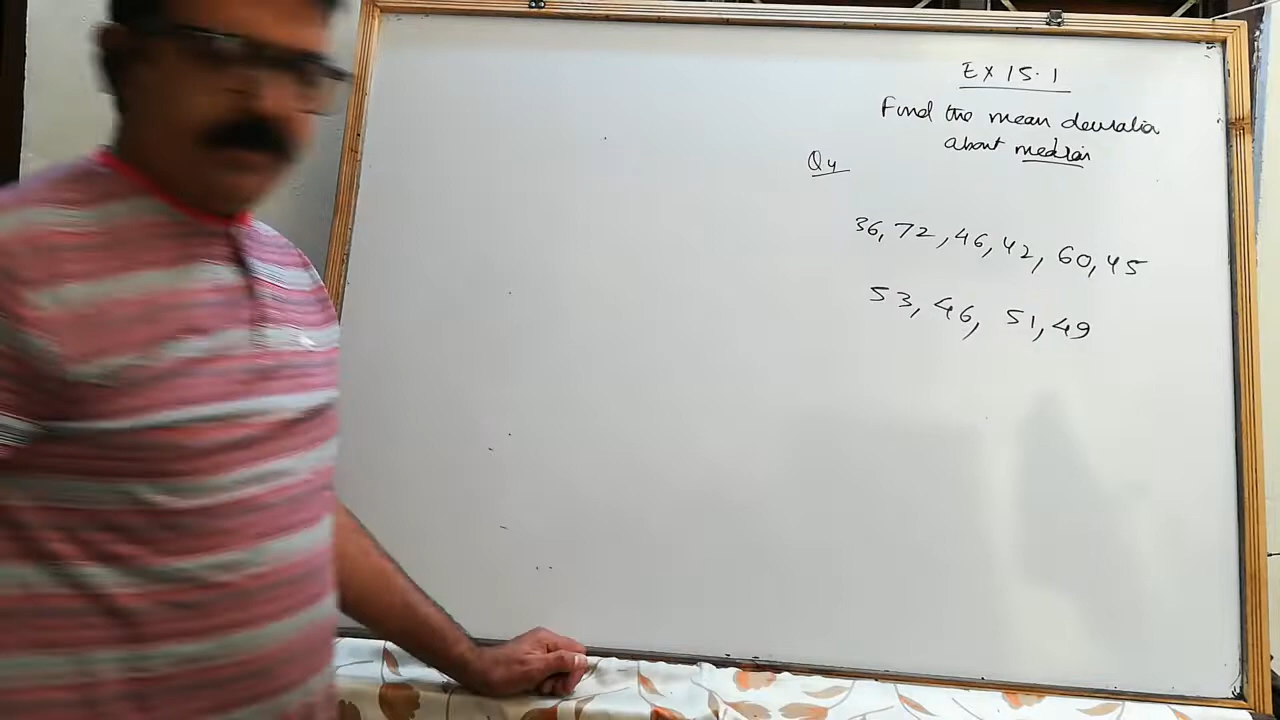 Ex 15.1
Find the mean deviation
about median
Q4
36, 72, 46, 42, 60, 45
53, 46, 51, 49